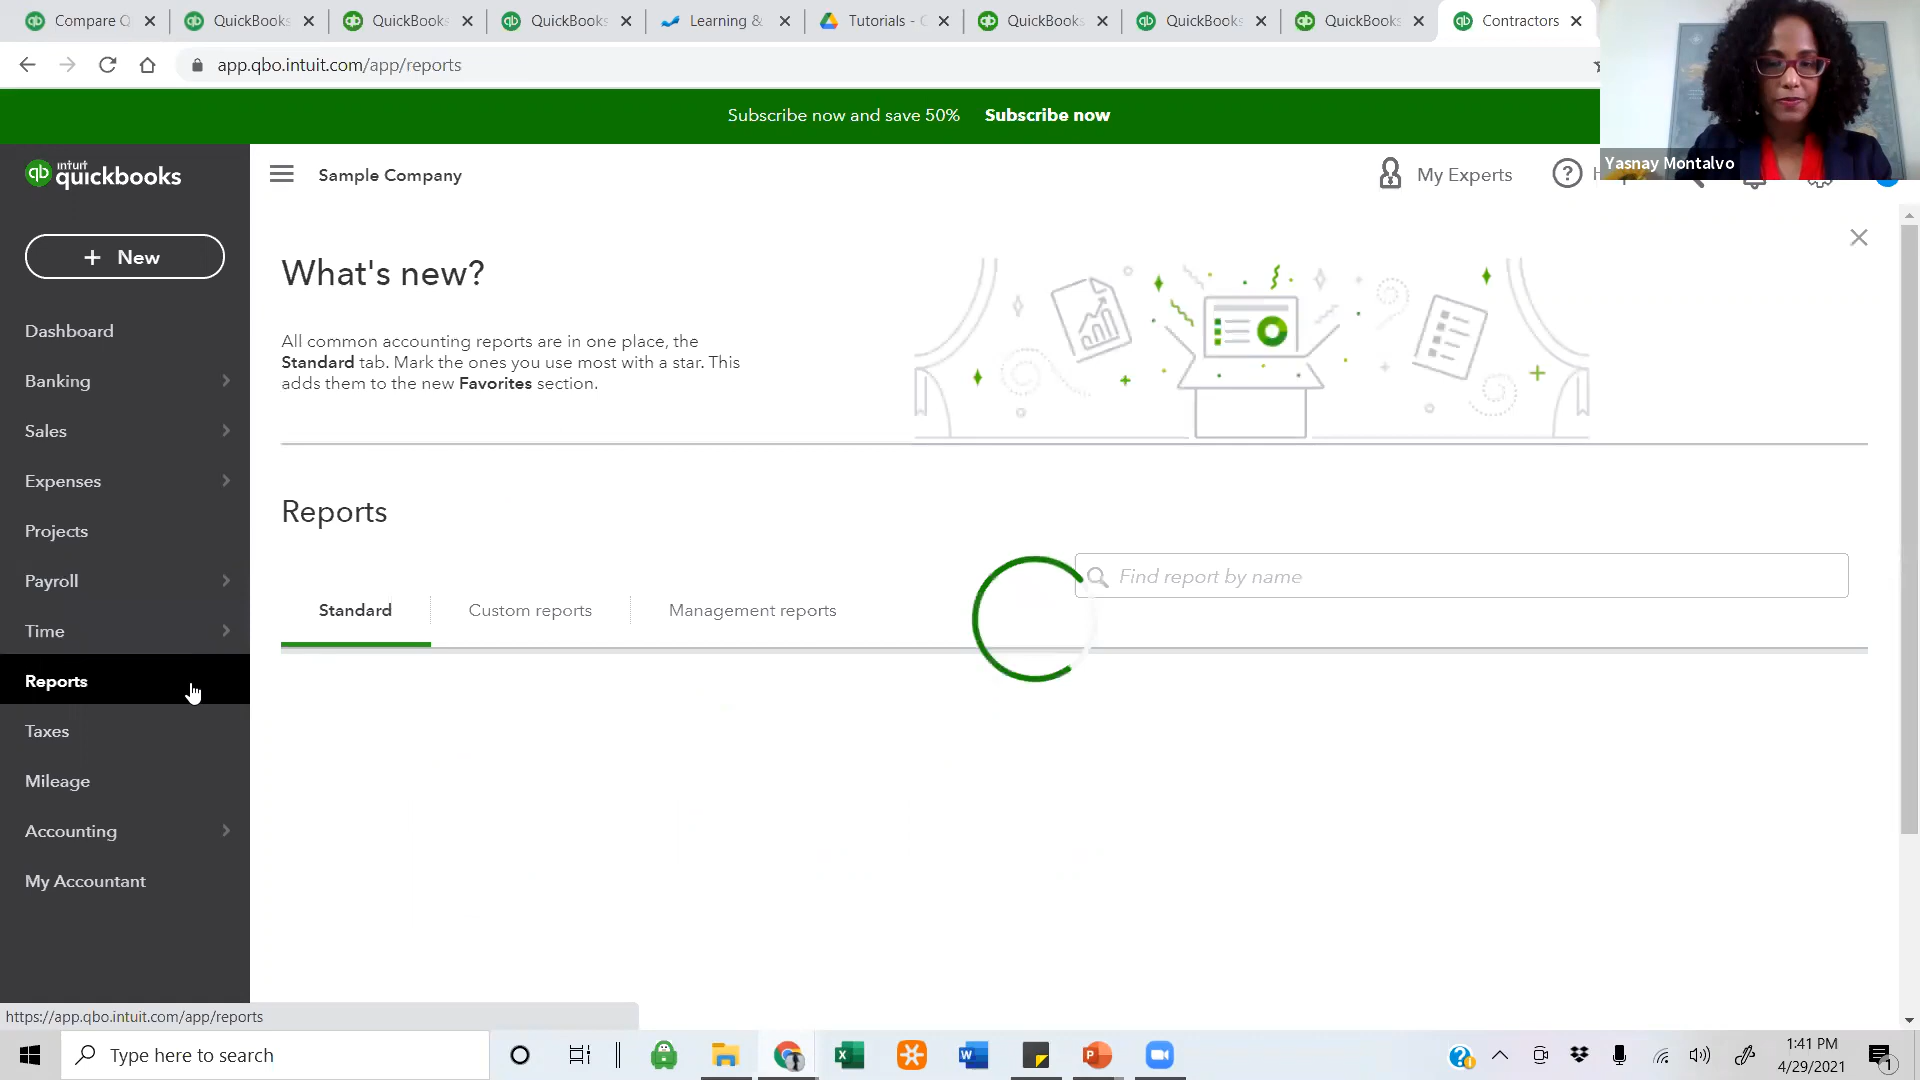 Compare Q
QuickBooks
QuickBooks
QuickBooks
Learning &
Tutorials - G
QuickBooks
QuickBooks
QuickBooks
Contractors
app.qbo.intuit.com/app/reports
Subscribe now and save 50% Subscribe now
Yasnay Montalvo
qb intuit quickbooks
Sample Company
My Experts
+ New
Dashboard
Banking
Sales
Expenses
Projects
Payroll
Time
Reports
Taxes
Mileage
Accounting
My Accountant
What's new?
All common accounting reports are in one place, the
Standard tab. Mark the ones you use most with a star. This
adds them to the new Favorites section.
Reports
Find report by name
Standard
Custom reports
Management reports
https://app.qbo.intuit.com/app/reports
Type here to search
1:41 PM
4/29/2021
1